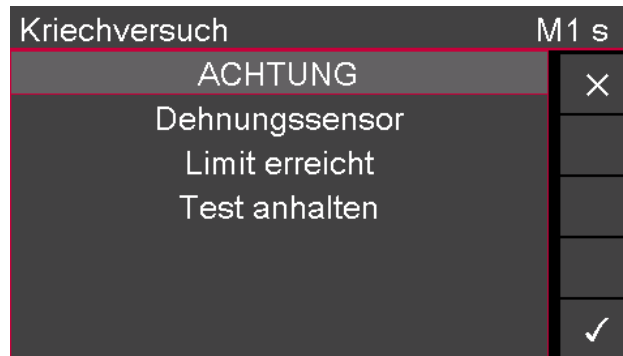 Kriechversuch M1 s
ACHTUNG
Dehnungssensor
Limit erreicht
Test anhalten